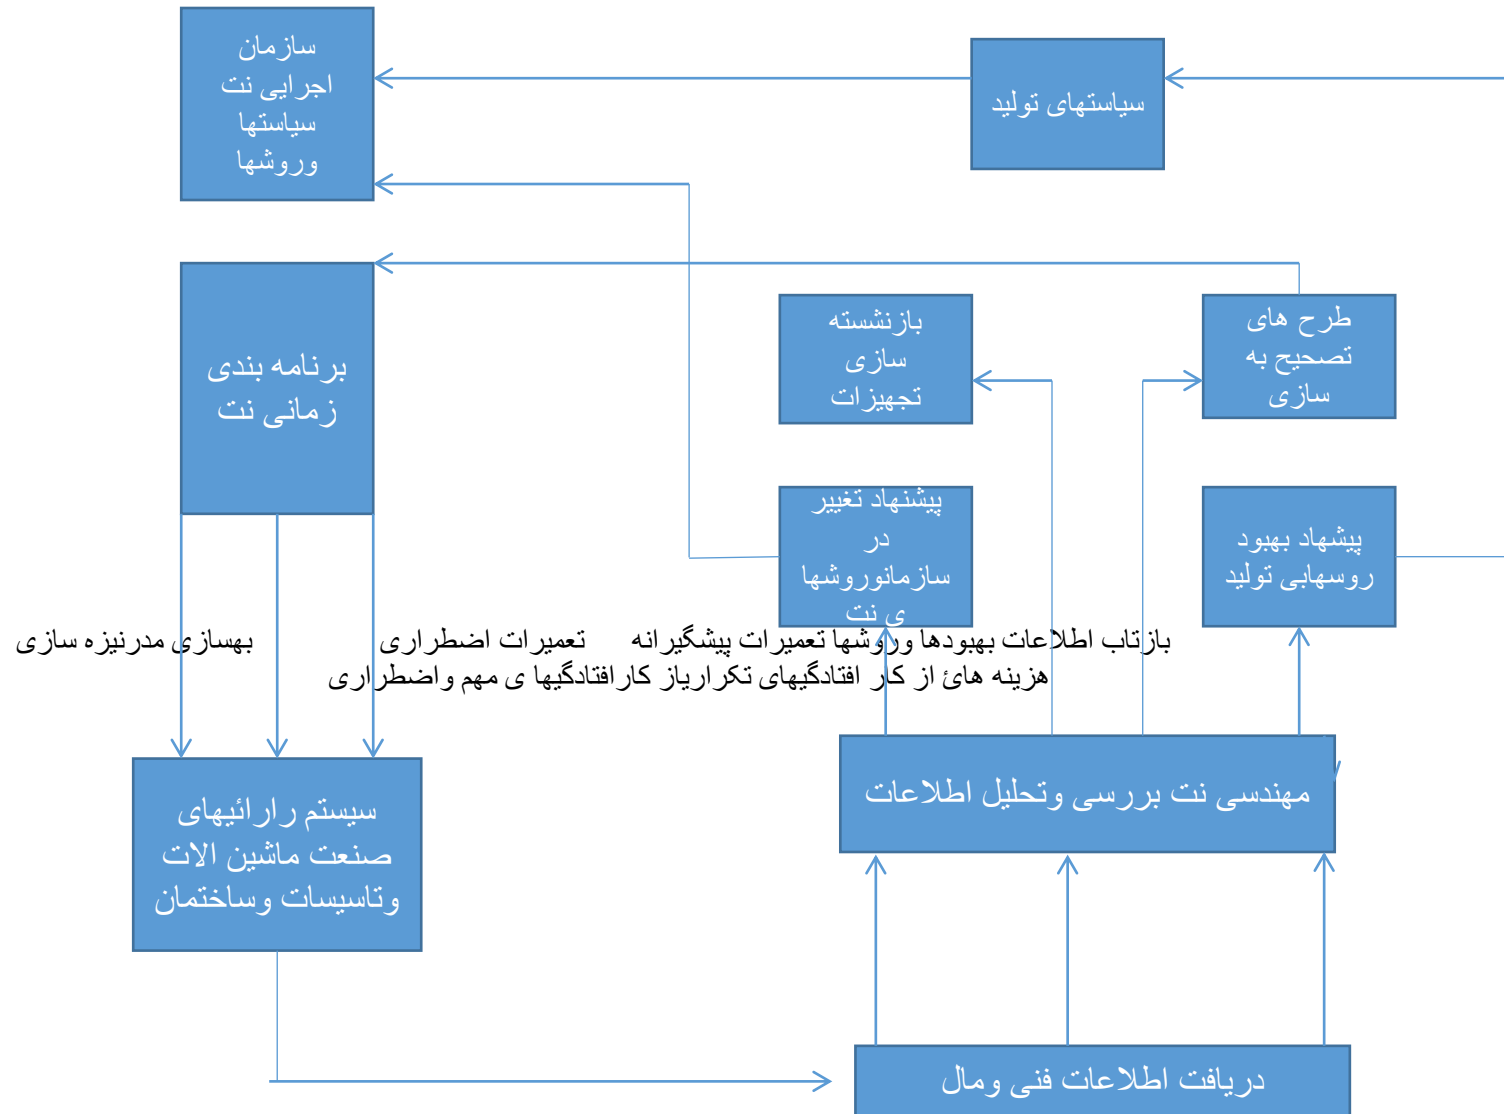 سازمان
اجرایی نت
سیاستها
وروشها
سیاستهای تولید
برنامه بندی
زمانی نت
بازنشسته
سازی
تجهیزات
طرح های
تصحیح به
سازی
پیشنهاد تغییر
در
سازمانوروشها
ی نت
پیشهاد بهبود
روسهابی تولید
بازتاب اطلاعات بهبودها وروشها تعمیرات پیشگیرانه تعمیرات اضطراری بهسازی مدرنیزه سازی
هزینه هائ از کار افتادگیهای تکراریاز کارافتادگیها ی مهم واضطراری
سیستم رارائیهای
صنعت ماشین الات
وتاسیسات وساختمان
مهندسی نت بررسی وتحلیل اطلاعات
دریافت اطلاعات فنی ومال